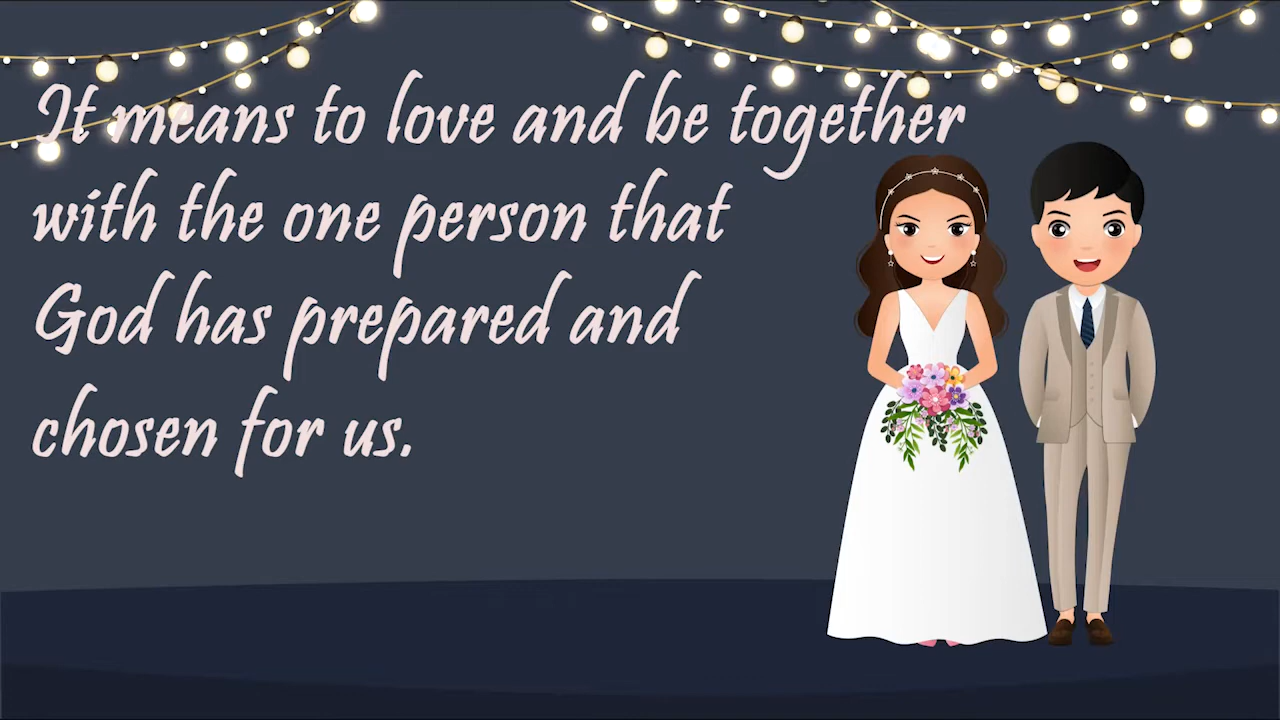 It means to love and be together
with the one person that
God has prepared and
chosen for us.